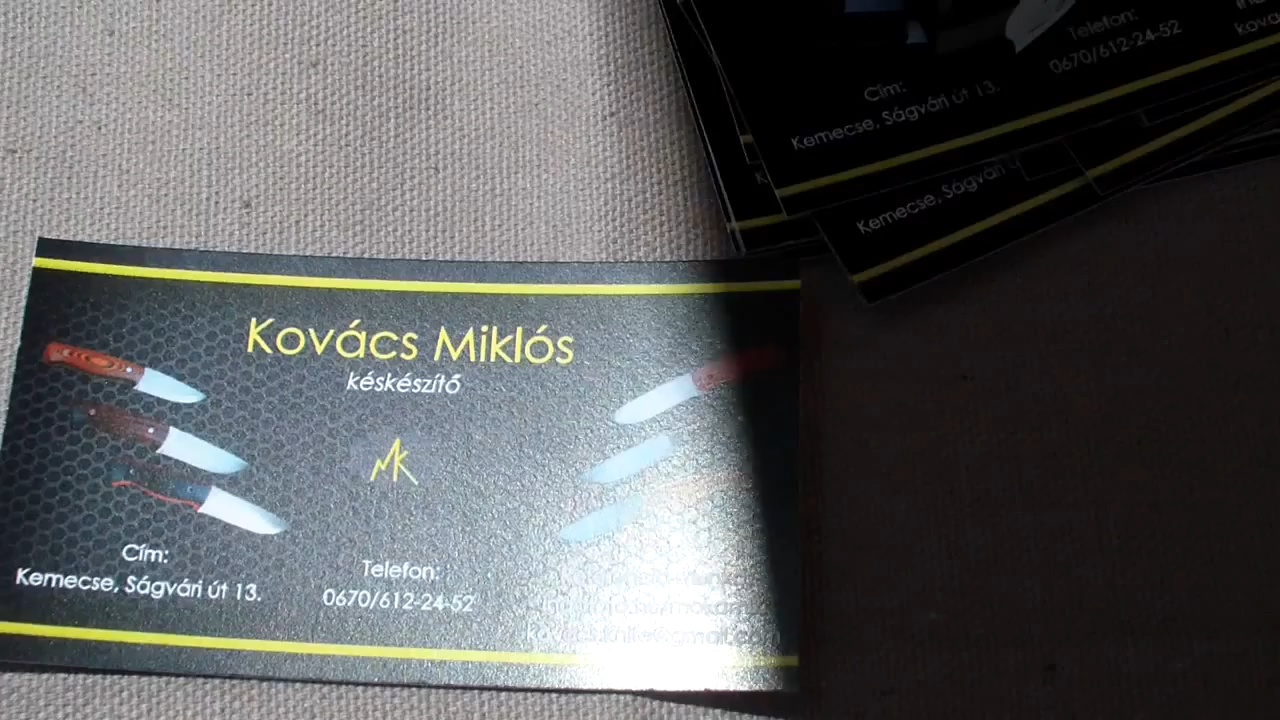 Telefon:
0670/612-24-52
Cím:
Kemecse, Ságvári út 13.
Kemecse, Ságvári
Kovács Miklós
késkészítő
MK
Cím:
Kemecse, Ságvári út 13.
Telefon:
0670/612-24-52